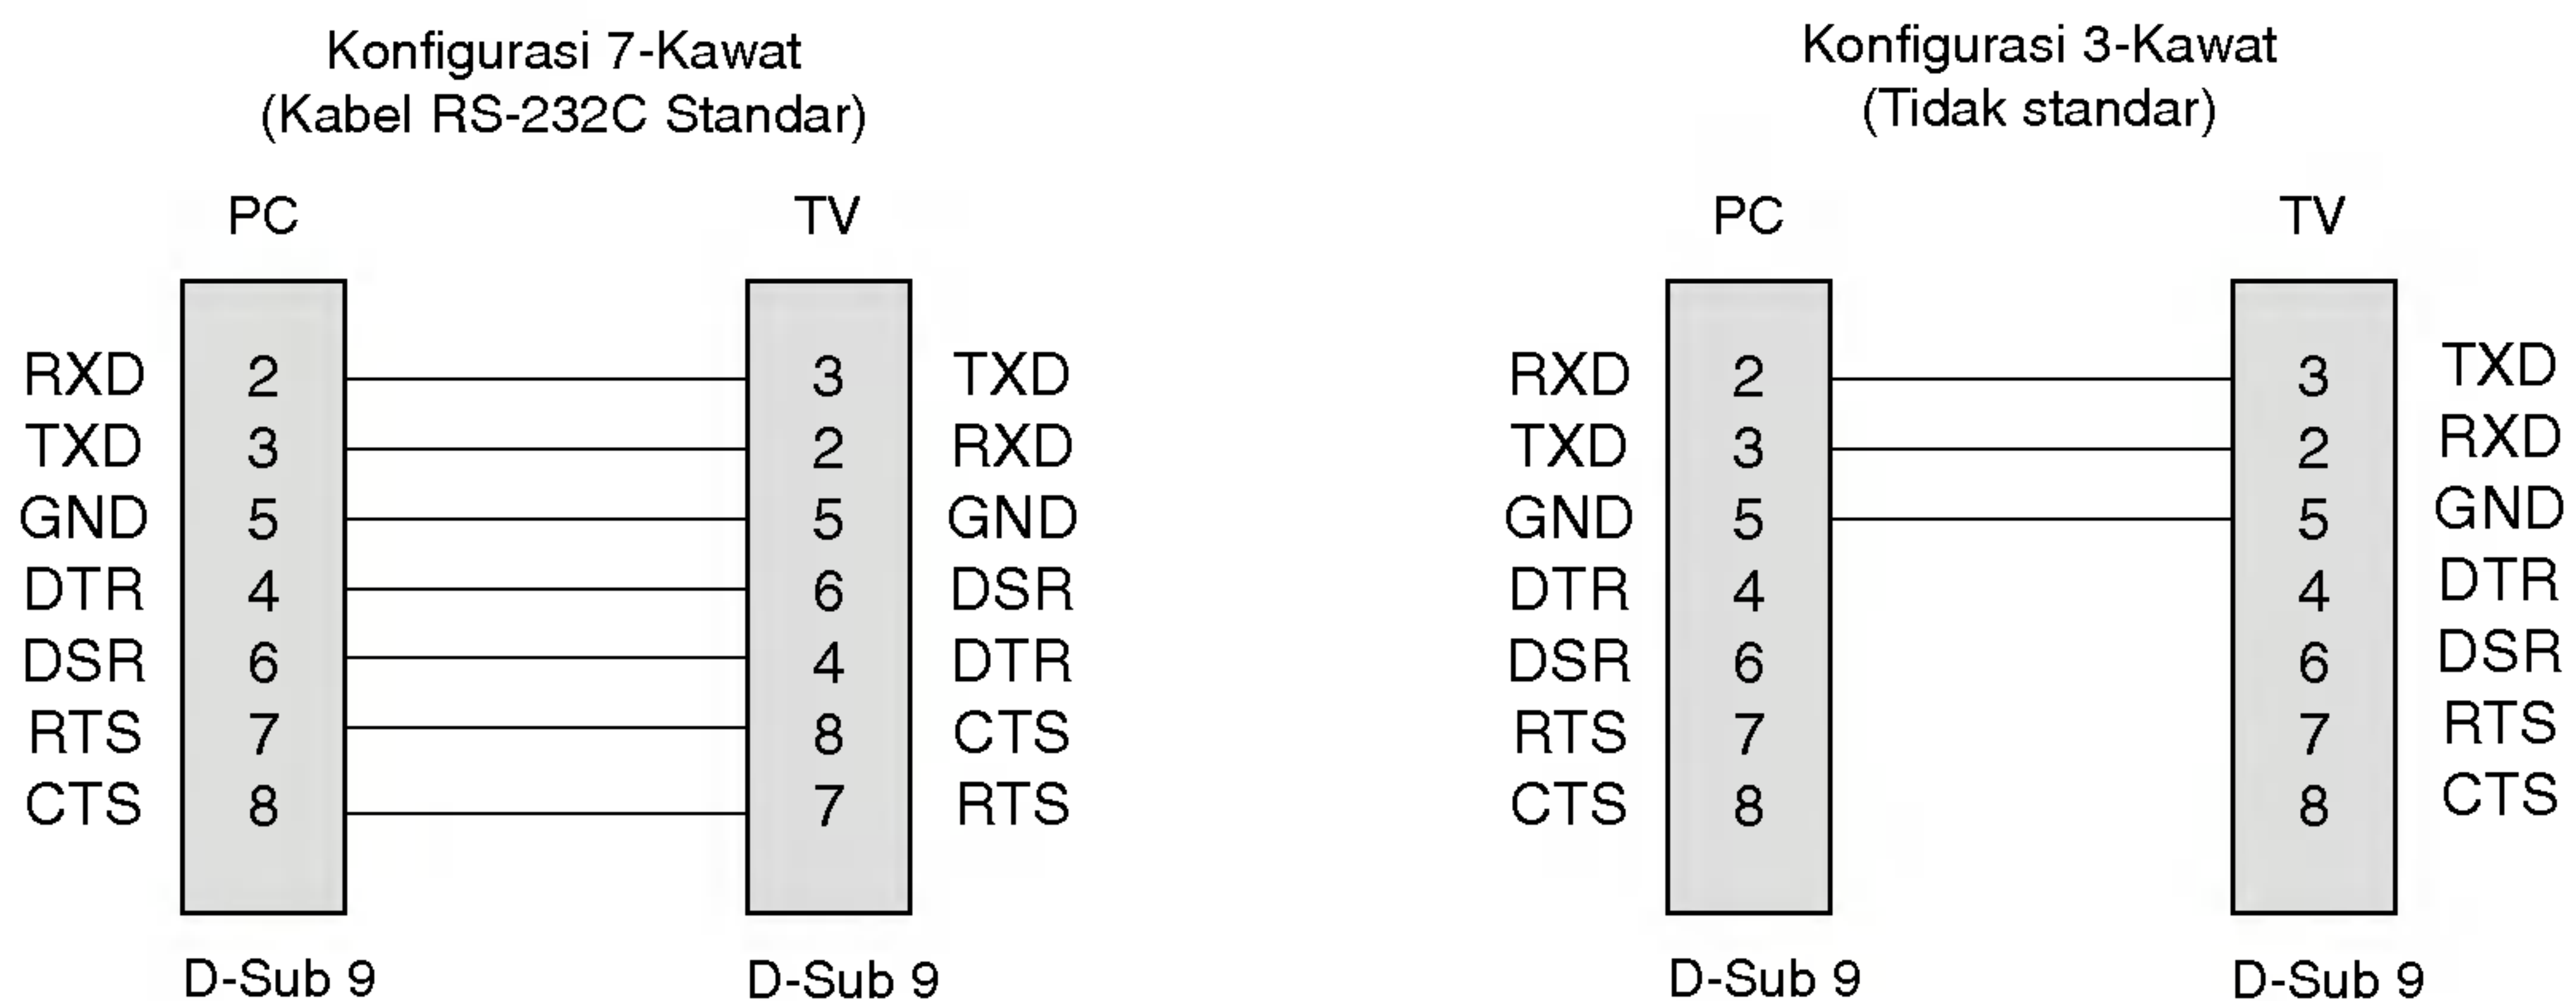 Konfigurasi 7-Kawat
(Kabel RS-232C Standar)
PC TV
RXD 2 3 TXD
TXD 3 2 RXD
GND 5 5 GND
DTR 4 6 DSR
DSR 6 4 DTR
RTS 7 8 CTS
CTS 8 7 RTS
D-Sub 9 D-Sub 9
Konfigurasi 3-Kawat
(Tidak standar)
PC TV
RXD 2 3 TXD
TXD 3 2 RXD
GND 5 5 GND
DTR 4 4 DTR
DSR 6 6 DSR
RTS 7 7 RTS
CTS 8 8 CTS
D-Sub 9 D-Sub 9